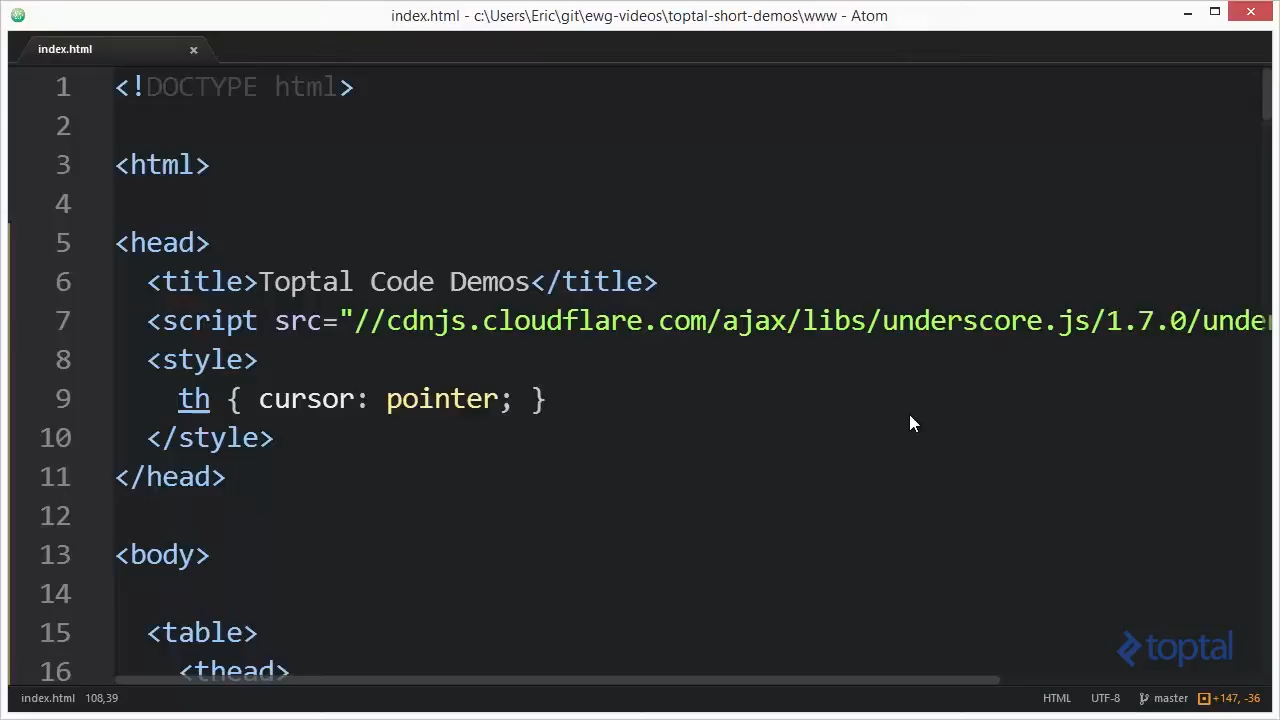 index.html - c:\Users\Eric\git\ewg-videos\toptal-short-demos\www - Atom
index.html
1 <!DOCTYPE html>
2
3 <html>
4
5 <head>
6 <title>Toptal Code Demos</title>
7 <script src="//cdnjs.cloudflare.com/ajax/libs/underscore.js/1.7.0/unde
8 <style>
9 th { cursor: pointer; }
10 </style>
11 </head>
12
13 <body>
14
15 <table>
16 <thead>
toptal
index.html 108,39 HTML UTF-8 master +147, -36